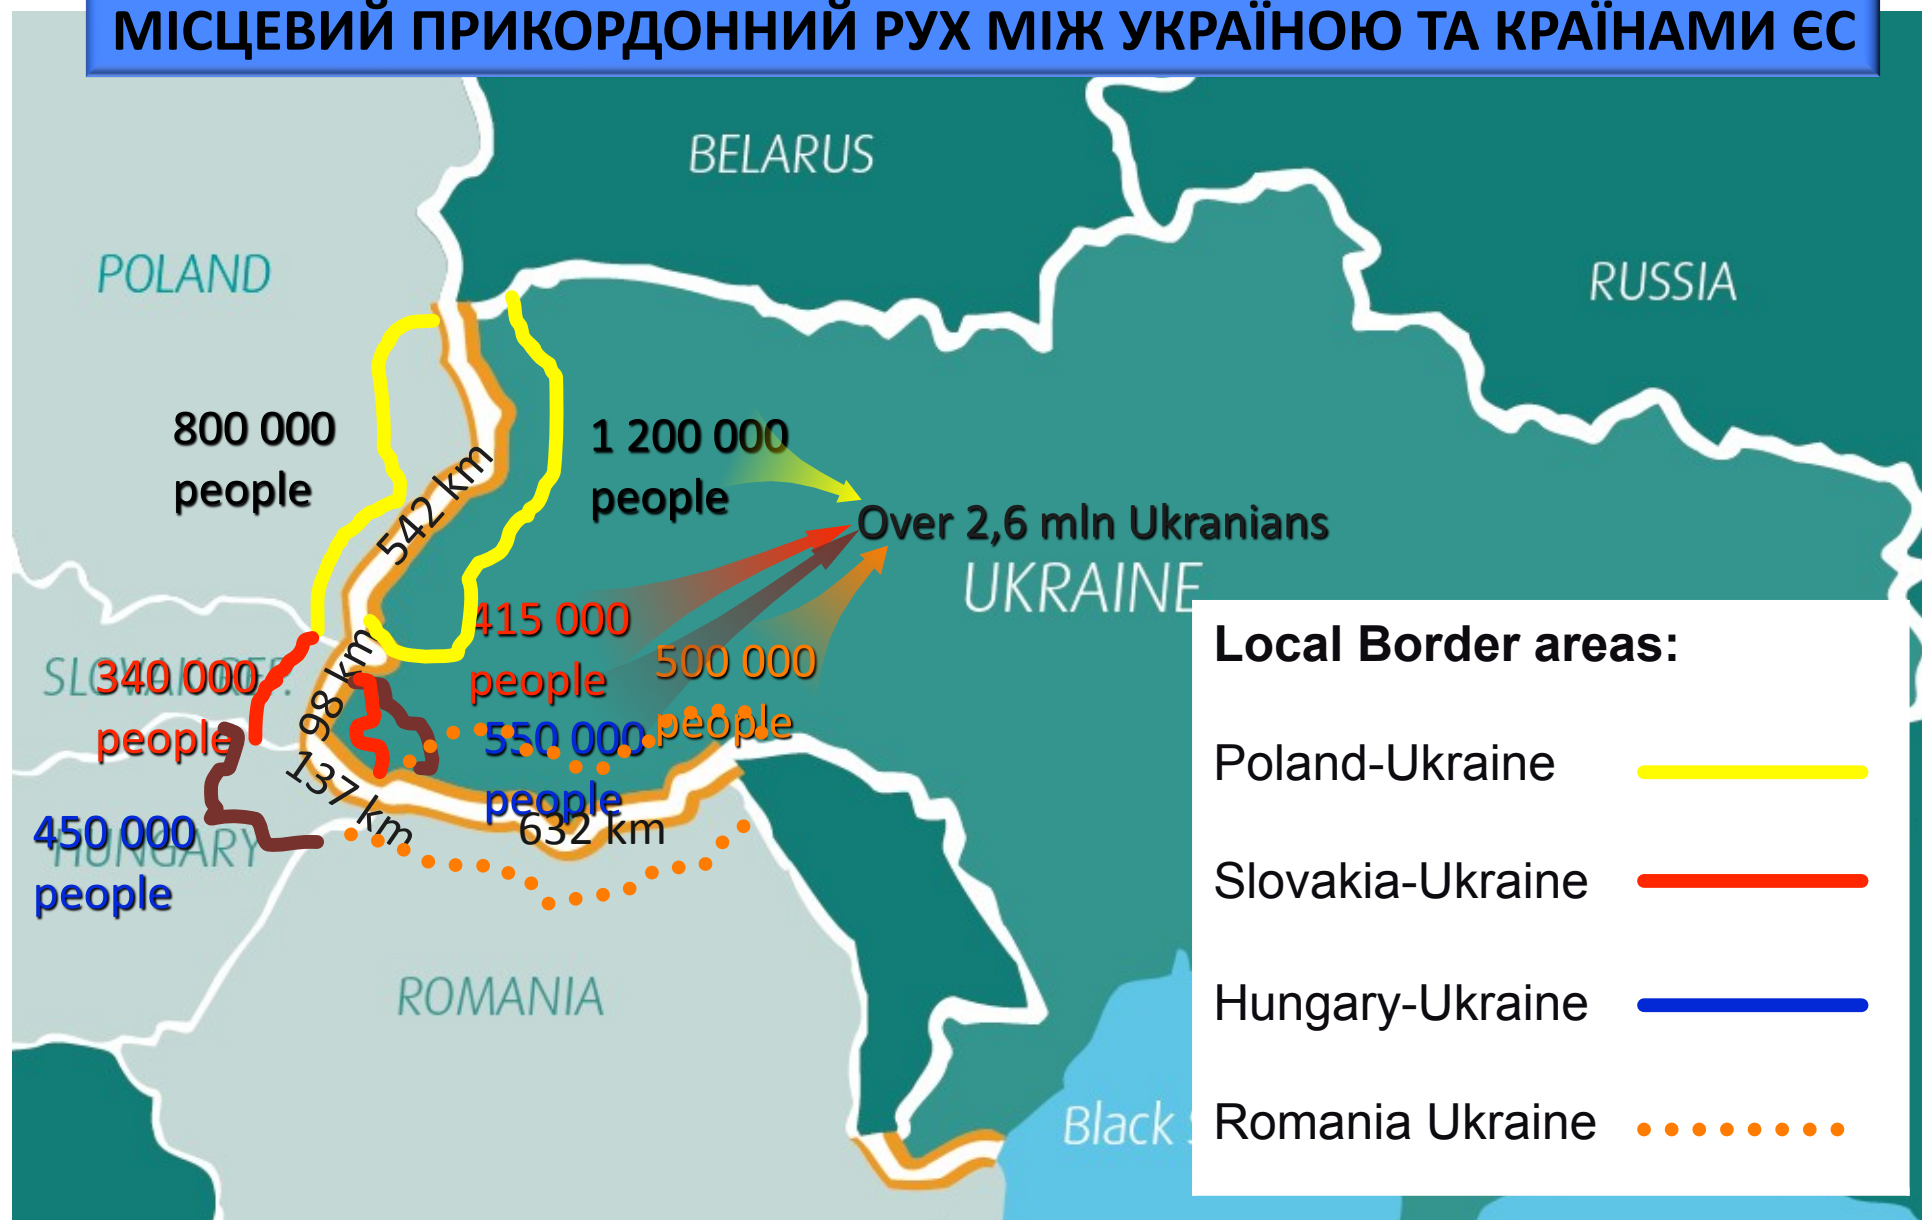 МІСЦЕВИЙ ПРИКОРДОННИЙ РУХ МІЖ УКРАЇНОЮ ТА КРАЇНАМИ ЄС
BELARUS
POLAND
RUSSIA
800 000
people
1 200 000
people
542 km
Over 2,6 mln Ukranians
UKRAINE
415 000
people
500 000
people
SLOVAK REP.
340 000
people
98 km
550 000
people
137 km
632 km
450 000
people
HUNGARY
ROMANIA
Black
Local Border areas:
Poland-Ukraine
Slovakia-Ukraine
Hungary-Ukraine
Romania Ukraine